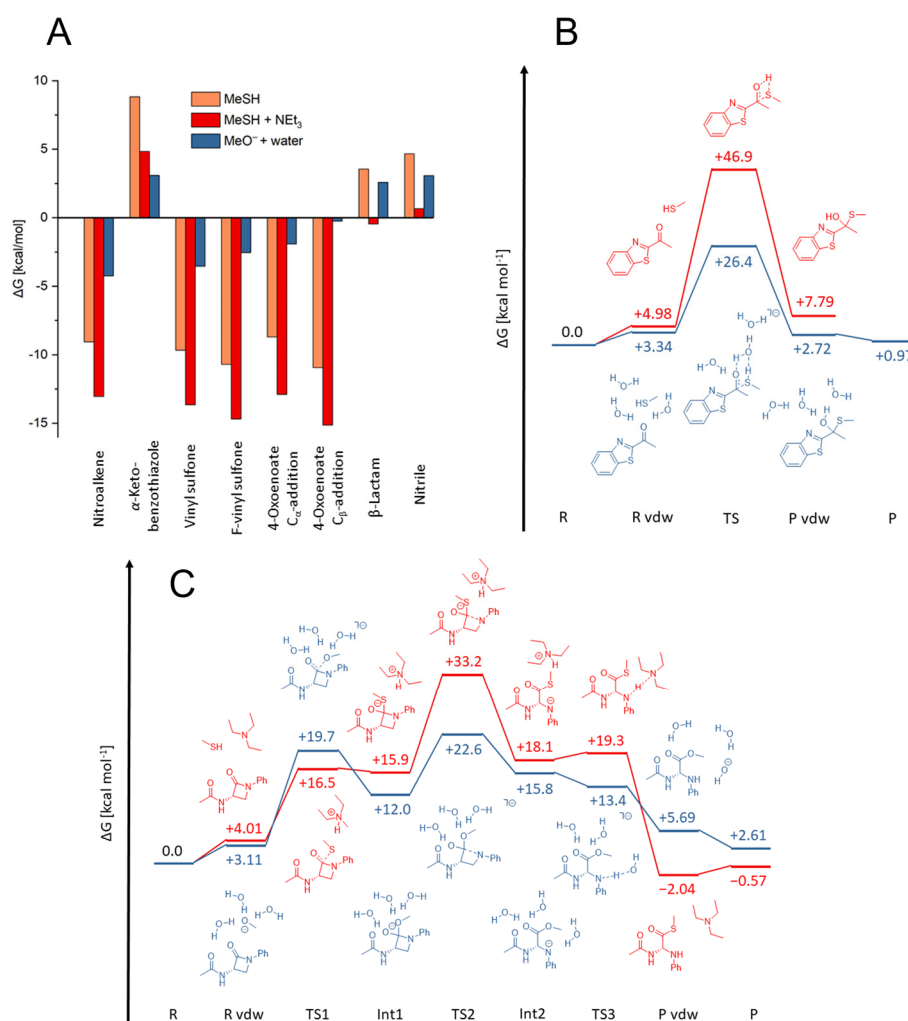 A
ΔG [kcal/mol]
10
5
0
-5
-10
-15
MeSH
MeSH + NEt₃
MeO⁻ + water
Nitroalkene
α-Keto-
benzothiazole
Vinyl sulfone
F-vinyl sulfone
4-Oxoenoate
Cα-addition
4-Oxoenoate
Cβ-addition
β-Lactam
Nitrile
B
ΔG [kcal mol⁻¹]
+46.9
+26.4
+4.98
+7.79
0.0
+3.34
+2.72
+0.97
R
R vdw
TS
P vdw
P
C
ΔG [kcal mol⁻¹]
+33.2
+19.7
+22.6
+15.9
+18.1
+19.3
+16.5
+12.0
+15.8
+13.4
+4.01
+5.69
0.0
+3.11
+2.61
−2.04
−0.57
R
R vdw
TS1
Int1
TS2
Int2
TS3
P vdw
P